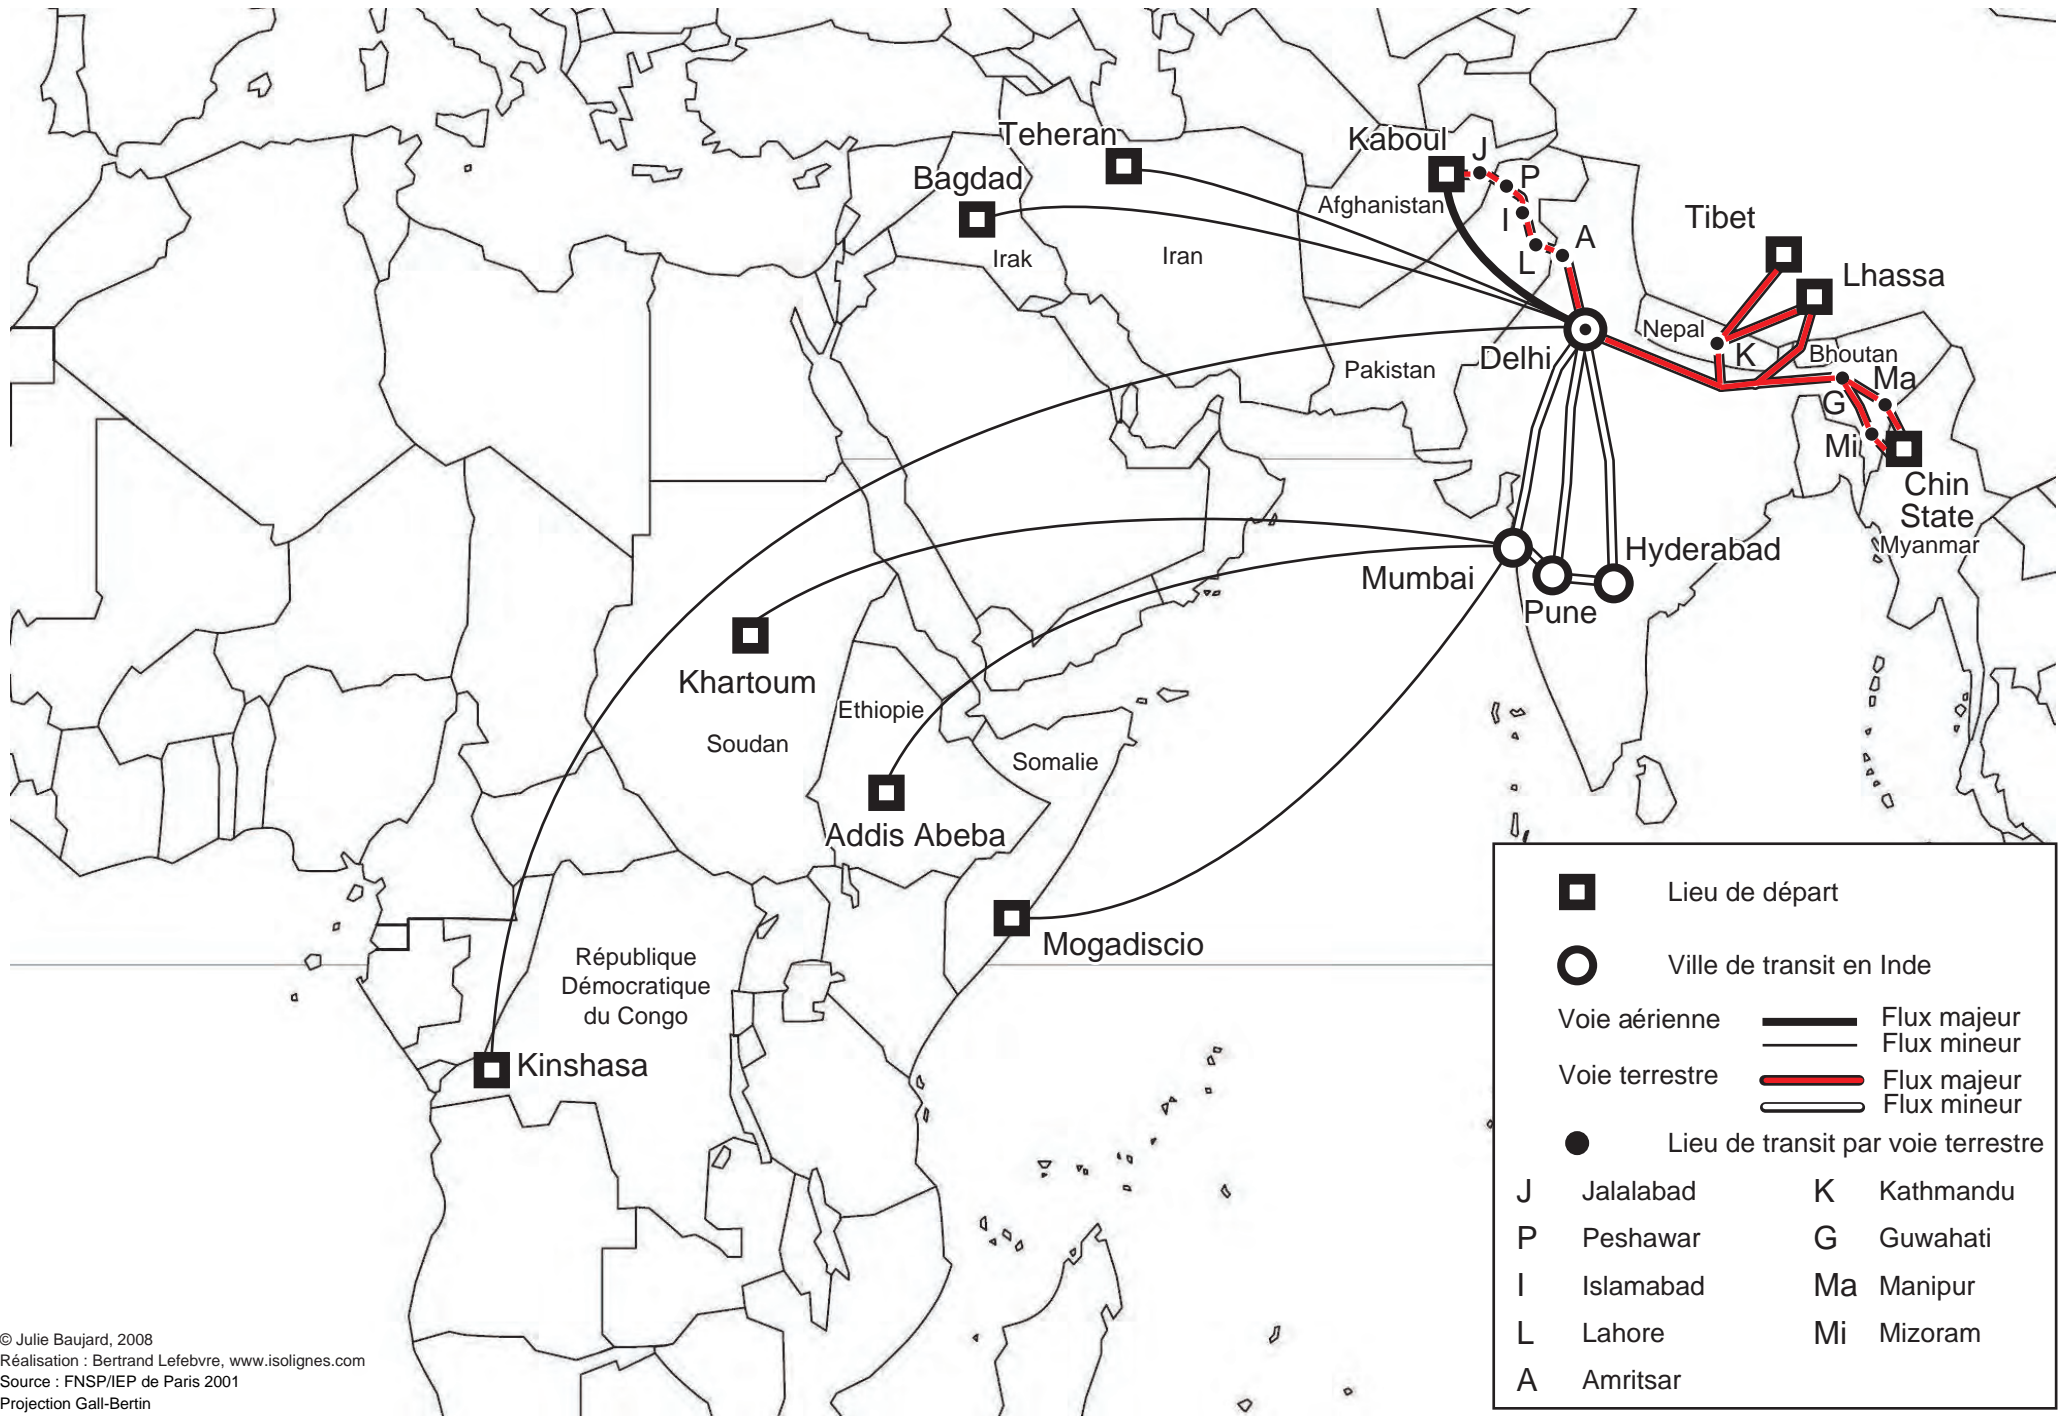 Teheran
Kaboul
J
Bagdad
P
Afghanistan
I
Tibet
A
Irak
Iran
L
Lhassa
Nepal
Delhi
K
Bhoutan
Pakistan
Ma
G
Mi
Chin
State
Myanmar
Hyderabad
Mumbai
Pune
Khartoum
Ethiopie
Soudan
Somalie
Addis Abeba
Mogadiscio
République
Démocratique
du Congo
Kinshasa
Lieu de départ
Ville de transit en Inde
Voie aérienne Flux majeur
Flux mineur
Voie terrestre Flux majeur
Flux mineur
Lieu de transit par voie terrestre
J Jalalabad K Kathmandu
P Peshawar G Guwahati
I Islamabad Ma Manipur
L Lahore Mi Mizoram
A Amritsar
© Julie Baujard, 2008
Réalisation : Bertrand Lefebvre, www.isolignes.com
Source : FNSP/IEP de Paris 2001
Projection Gall-Bertin